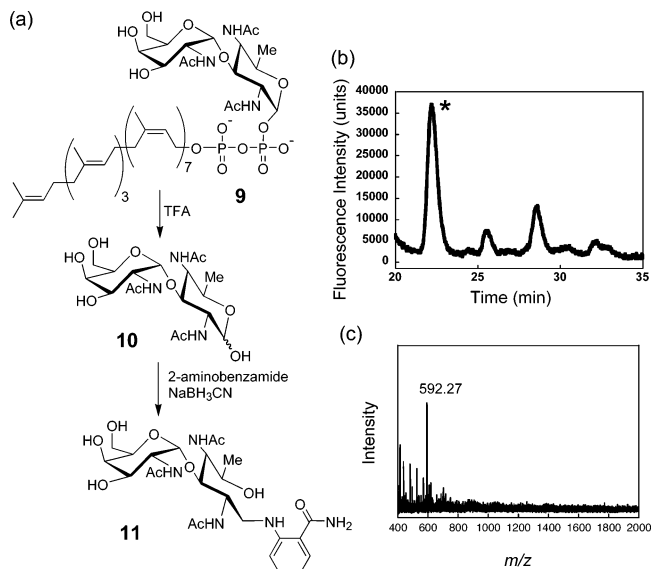 (a)
HO
HO
HO
O
AcHN
O
NHAc
Me
O
AcHN
O
O⁻
O⁻
O
P
O
P
O
O
O
3
7
9
TFA
OH
HO
HO
O
AcHN
O
NHAc
Me
O
AcHN
OH
10
2-aminobenzamide
NaBH3CN
OH
HO
HO
O
AcHN
O
NHAc
Me
OH
AcHN
NH
O
NH2
11
(b)
Fluorescence Intensity (units)
40000
35000
30000
25000
20000
15000
10000
5000
0
*
20 25 30 35
Time (min)
(c)
Intensity
592.27
400 600 800 1000 1200 1400 1600 1800 2000
m/z